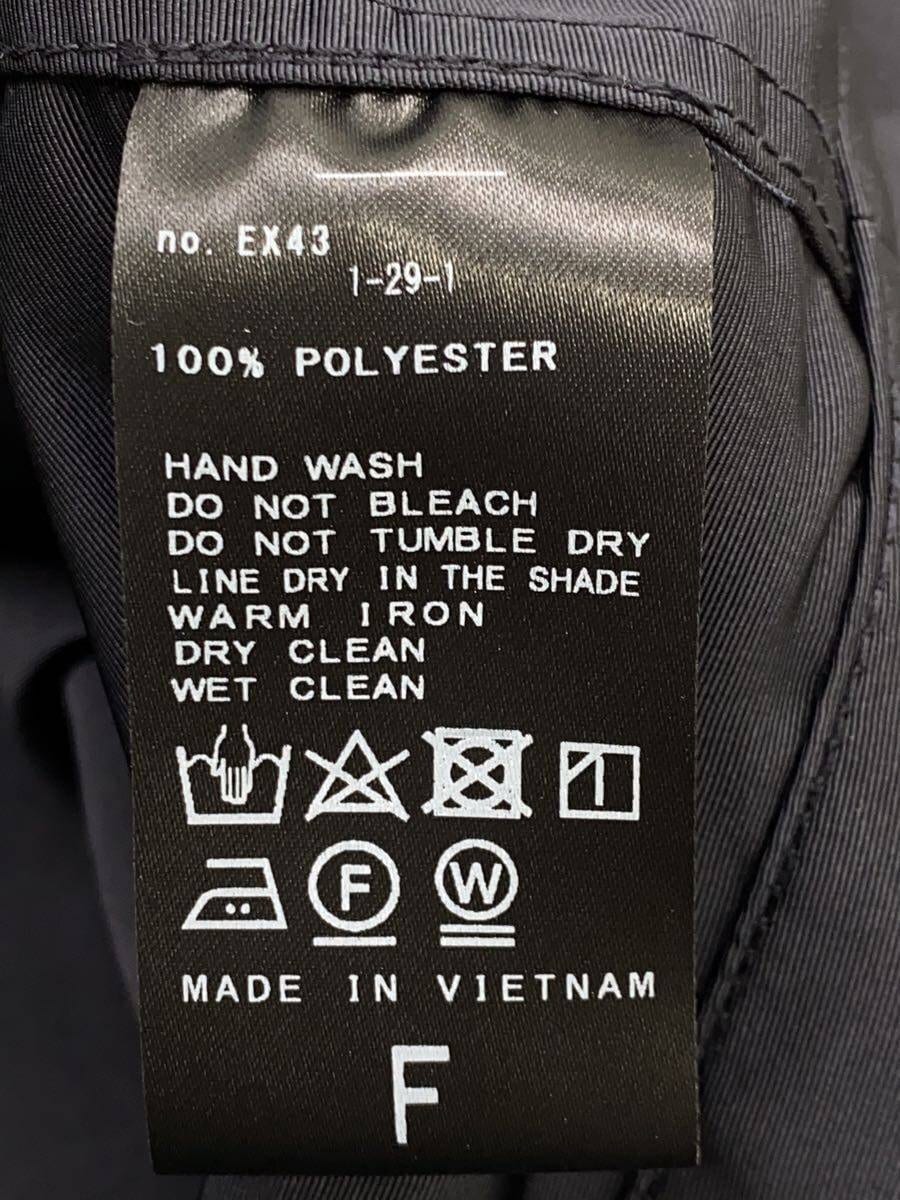 no. EX43
1-29-1
100% POLYESTER
HAND WASH
DO NOT BLEACH
DO NOT TUMBLE DRY
LINE DRY IN THE SHADE
WARM IRON
DRY CLEAN
WET CLEAN
F W
MADE IN VIETNAM
F